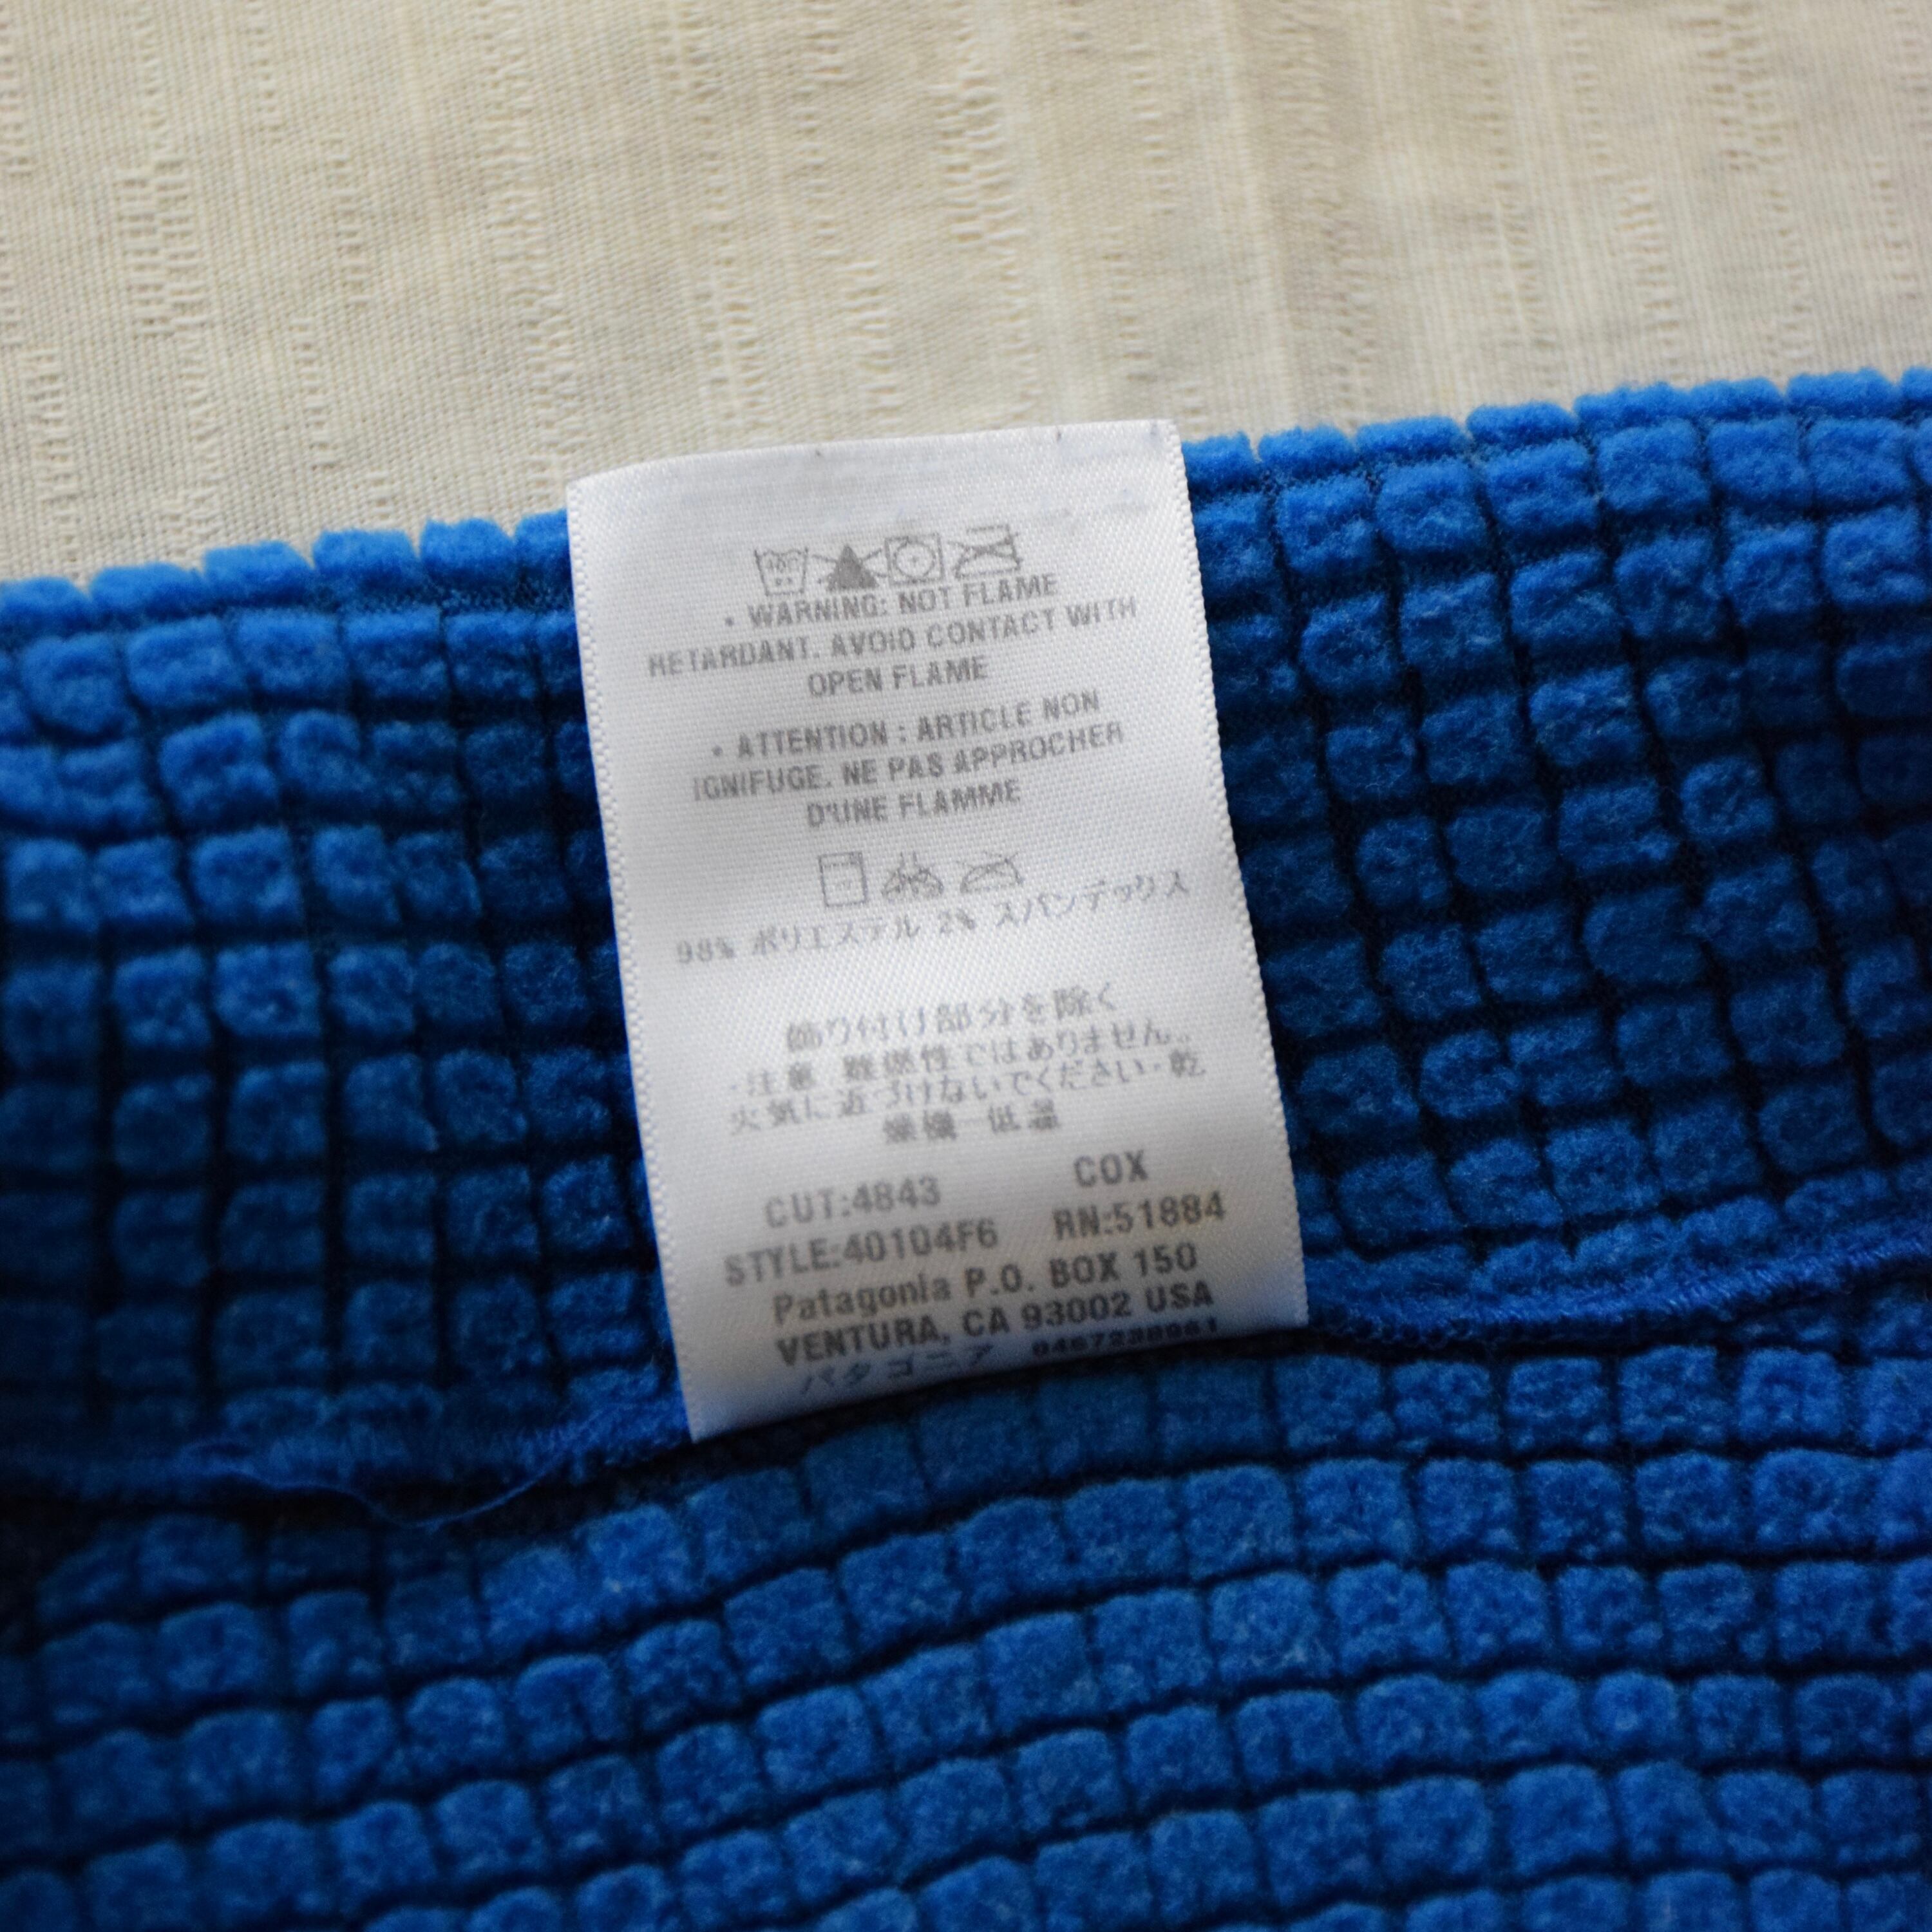 • WARNING: NOT FLAME
RETARDANT. AVOID CONTACT WITH
OPEN FLAME
• ATTENTION : ARTICLE NON
IGNIFUGE. NE PAS APPROCHER
D'UNE FLAMME
98% ポリエステル 2% スパンデックス
飾り付け部分を除く
・注意 難燃性ではありません。
火気に近づけないでください・乾
燥機 低温
CUT:4843 COX
STYLE:40104F6 RN:51884
Patagonia P.O. BOX 150
VENTURA, CA 93002 USA
パタゴニア